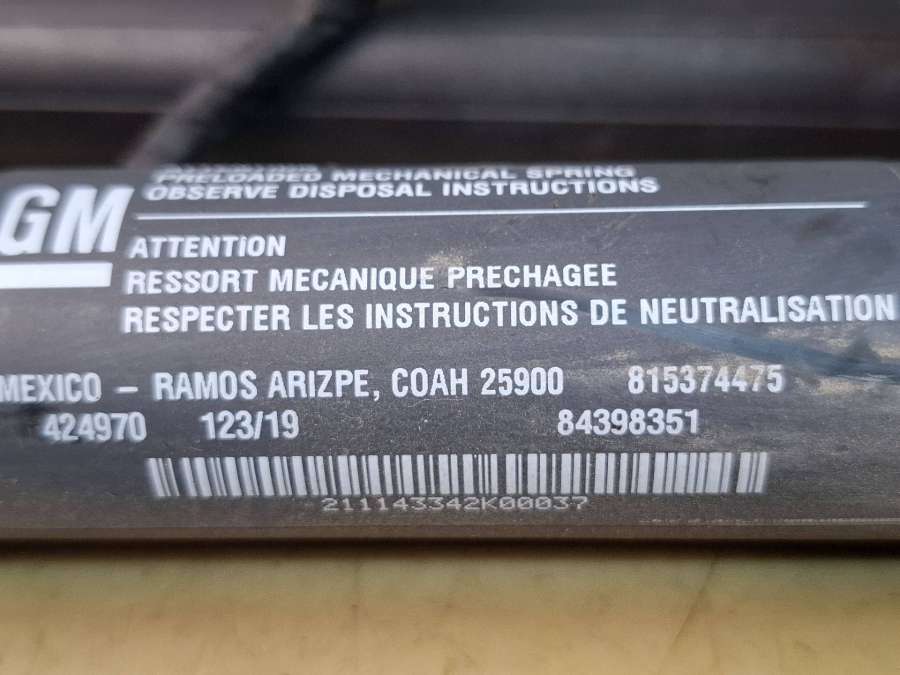 PRELOADED MECHANICAL SPRING
OBSERVE DISPOSAL INSTRUCTIONS
GM
ATTENTiON
RESSORT MECANIQUE PRECHAGEE
RESPECTER LES INSTRUCTIONS DE NEUTRALISATION
MEXICO – RAMOS ARIZPE, COAH 25900 815374475
424970 123/19 84398351
211143342K00037